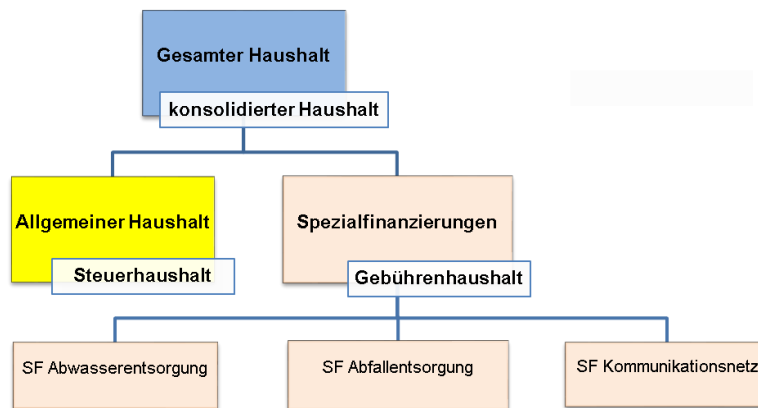 Gesamter Haushalt
konsolidierter Haushalt
Allgemeiner Haushalt
Steuerhaushalt
Spezialfinanzierungen
Gebührenhaushalt
SF Abwasserentsorgung
SF Abfallentsorgung
SF Kommunikationsnetz